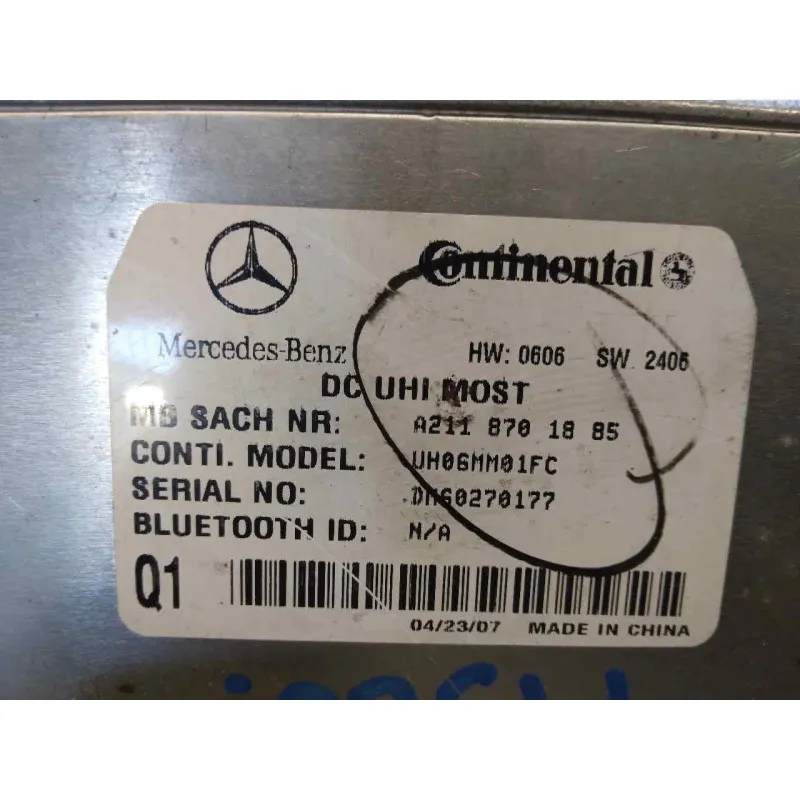 Continental
Mercedes-Benz
HW: 0606 SW 2406
DC UHI MOST
MB SACH NR: A211 870 18 85
CONTI. MODEL: UH06MM01FC
SERIAL NO: DM60270177
BLUETOOTH ID: N/A
Q1
04/23/07 MADE IN CHINA